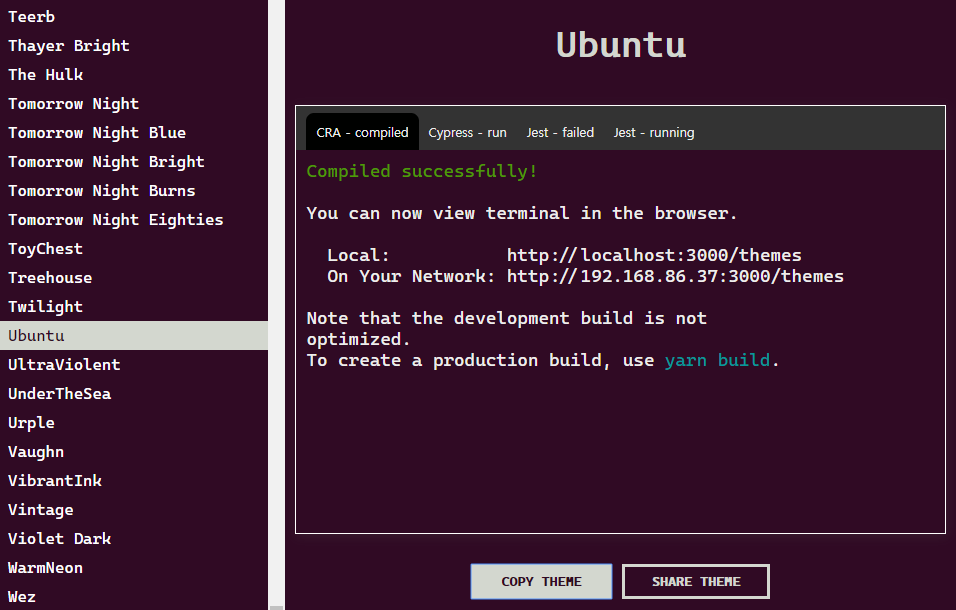 Teerb
Thayer Bright
The Hulk
Tomorrow Night
Tomorrow Night Blue
Tomorrow Night Bright
Tomorrow Night Burns
Tomorrow Night Eighties
ToyChest
Treehouse
Twilight
Ubuntu
UltraViolent
UnderTheSea
Urple
Vaughn
VibrantInk
Vintage
Violet Dark
WarmNeon
Wez
Ubuntu
CRA - compiled Cypress - run Jest - failed Jest - running
Compiled successfully!
You can now view terminal in the browser.
Local: http://localhost:3000/themes
On Your Network: http://192.168.86.37:3000/themes
Note that the development build is not
optimized.
To create a production build, use yarn build.
COPY THEME SHARE THEME